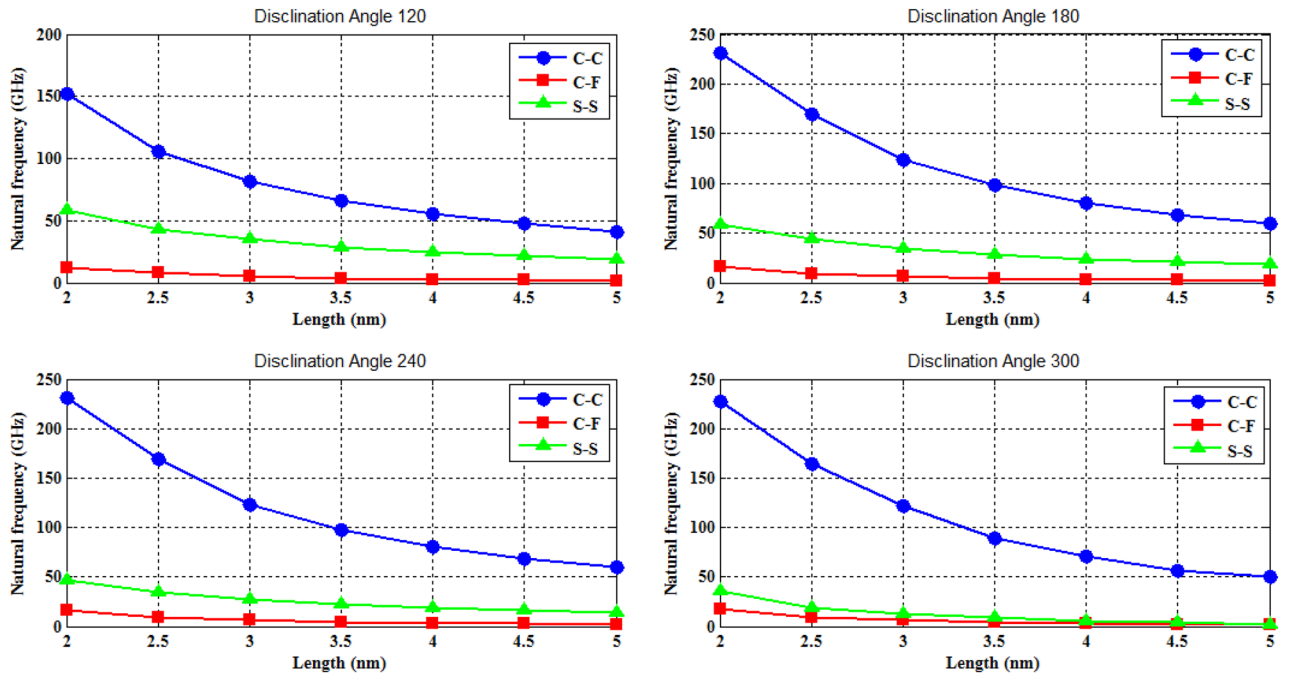 Disclination Angle 120
200
150
100
50
0
Natural frequency (GHz)
C-C
C-F
S-S
2 2.5 3 3.5 4 4.5 5
Length (nm)
Disclination Angle 180
250
200
150
100
50
0
Natural frequency (GHz)
C-C
C-F
S-S
2 2.5 3 3.5 4 4.5 5
Length (nm)
Disclination Angle 240
250
200
150
100
50
0
Natural frequency (GHz)
C-C
C-F
S-S
2 2.5 3 3.5 4 4.5 5
Length (nm)
Disclination Angle 300
250
200
150
100
50
0
Natural frequency (GHz)
C-C
C-F
S-S
2 2.5 3 3.5 4 4.5 5
Length (nm)